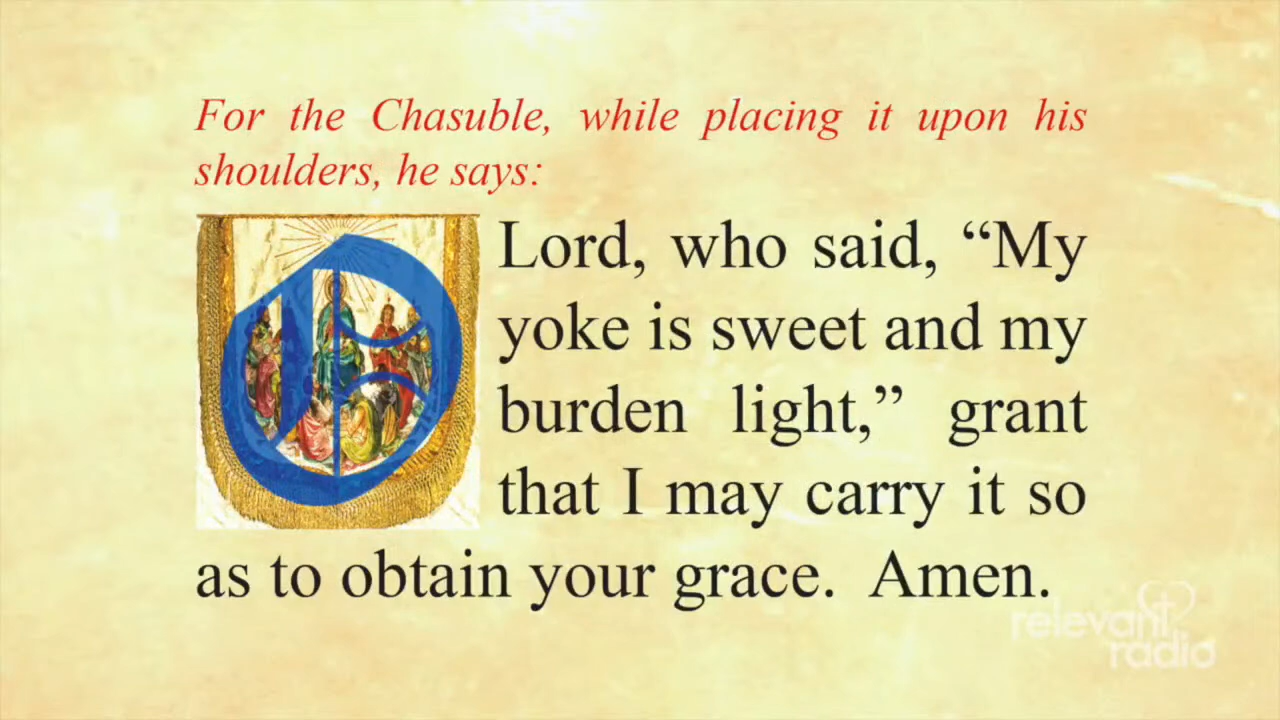 For the Chasuble, while placing it upon his
shoulders, he says:
O Lord, who said, “My
yoke is sweet and my
burden light,” grant
that I may carry it so
as to obtain your grace.  Amen.
relevant
radio